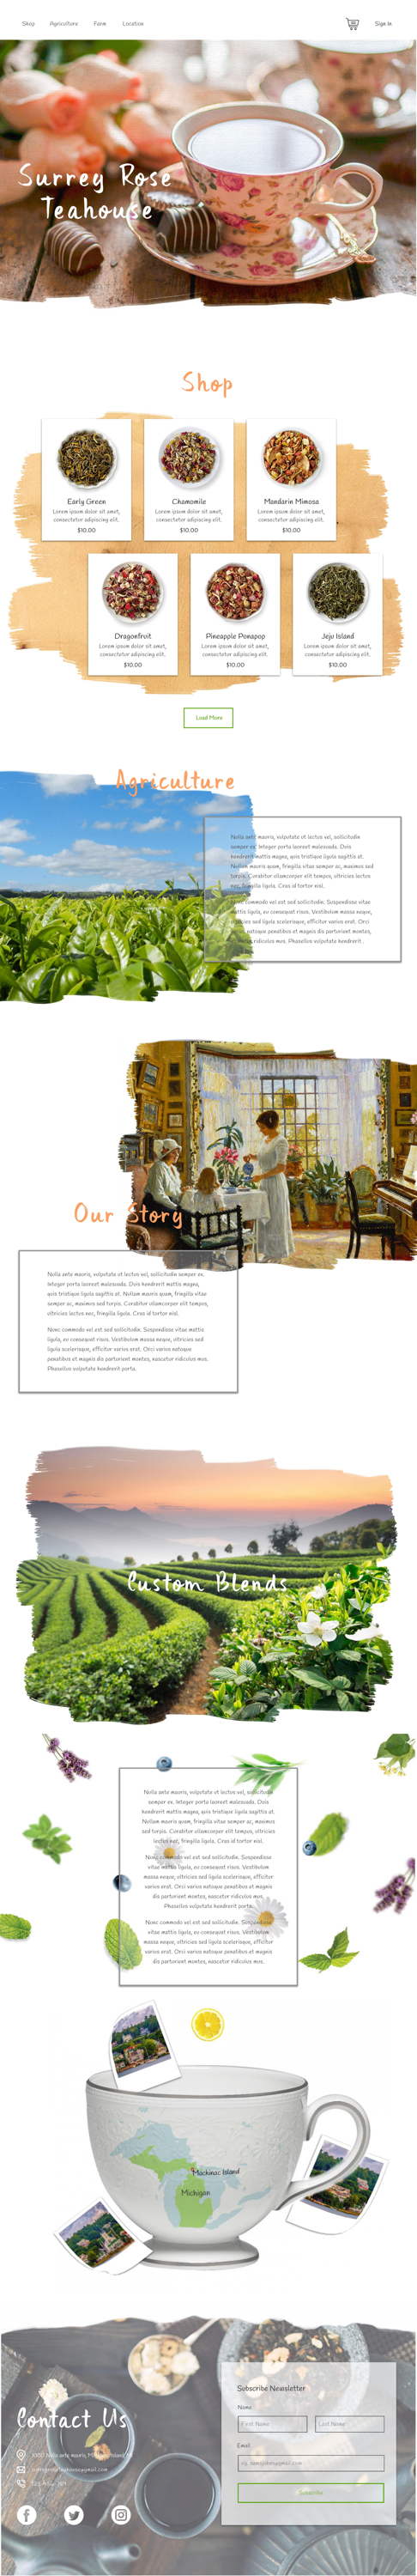 Shop Agriculture Farm Location Sign In
Surrey Rose
Teahouse
Shop
Early Green
Lorem ipsum dolor sit amet,
consectetur adipiscing elit.
$10.00
Chamomile
Lorem ipsum dolor sit amet,
consectetur adipiscing elit.
$10.00
Mandarin Mimosa
Lorem ipsum dolor sit amet,
consectetur adipiscing elit.
$10.00
Dragonfruit
Lorem ipsum dolor sit amet,
consectetur adipiscing elit.
$10.00
Pineapple Ponapop
Lorem ipsum dolor sit amet,
consectetur adipiscing elit.
$10.00
Jeju Island
Lorem ipsum dolor sit amet,
consectetur adipiscing elit.
$10.00
Load More
Agriculture
Nulla ante mauris, vulputate ut lectus vel, sollicitudin
semper ex. Integer porta laoreet malesuada. Duis
hendrerit mattis magna, quis tristique ligula sagittis at.
Nullam mauris quam, fringilla vitae semper ac, maximus sed
turpis. Curabitur ullamcorper elit tempus, ultricies lectus
nec, fringilla ligula. Cras id tortor nisl.
Nunc commodo vel est sed sollicitudin. Suspendisse vitae
mattis ligula, eu consequat risus. Vestibulum massa neque,
ultricies sed ligula scelerisque, efficitur varius erat. Orci
natoque penatibus et magnis dis parturient montes,
ridiculus mus. Phasellus vulputate hendrerit .
Our Story
Nulla ante mauris, vulputate ut lectus vel, sollicitudin semper ex.
Integer porta laoreet malesuada. Duis hendrerit mattis magna,
quis tristique ligula sagittis at. Nullam mauris quam, fringilla vitae
semper ac, maximus sed turpis. Curabitur ullamcorper elit tempus,
ultricies lectus nec, fringilla ligula. Cras id tortor nisl.
Nunc commodo vel est sed sollicitudin. Suspendisse vitae mattis
ligula, eu consequat risus. Vestibulum massa neque, ultricies sed
ligula scelerisque, efficitur varius erat. Orci varius natoque
penatibus et magnis dis parturient montes, nascetur ridiculus mus.
Phasellus vulputate hendrerit porta.
Custom Blends
Nulla ante mauris, vulputate ut lectus vel, sollicitudin
semper ex. Integer porta laoreet malesuada. Duis
hendrerit mattis magna, quis tristique ligula sagittis at.
Nullam mauris quam, fringilla vitae semper ac, maximus
sed turpis. Curabitur ullamcorper elit tempus, ultricies
lectus nec, fringilla ligula. Cras id tortor nisl.
Nunc commodo vel est sed sollicitudin. Suspendisse
vitae mattis ligula, eu consequat risus. Vestibulum
massa neque, ultricies sed ligula scelerisque, efficitur
varius erat. Orci varius natoque penatibus et magnis
dis parturient montes, nascetur ridiculus mus.
Phasellus vulputate hendrerit porta.
Nunc commodo vel est sed sollicitudin. Suspendisse
vitae mattis ligula, eu consequat risus. Vestibulum
massa neque, ultricies sed ligula scelerisque, efficitur
varius erat. Orci varius natoque penatibus et magnis
dis parturient montes, nascetur ridiculus mus.
Mackinac Island
Michigan
Contact Us
1000 Nulla ante mauris, Island
Subscribe Newsletter
Name
First Name
Last Name
Email
Subscribe